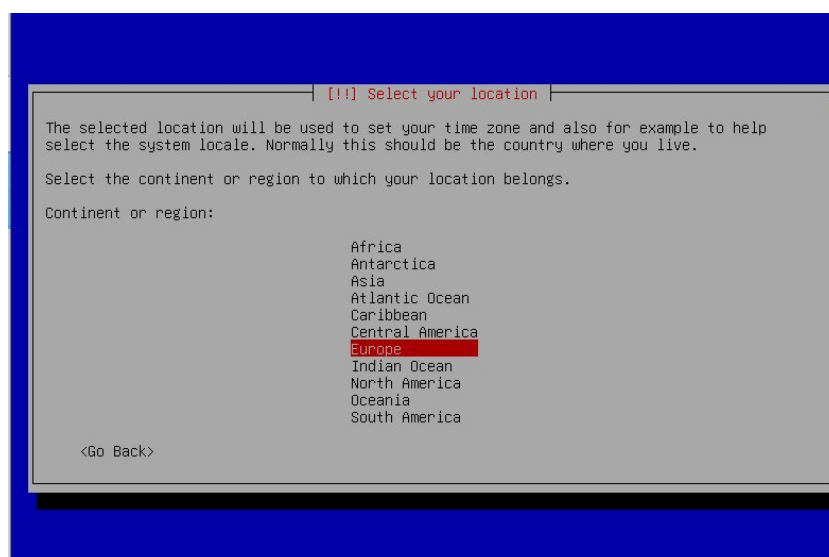 [!!] Select your location
The selected location will be used to set your time zone and also for example to help
select the system locale. Normally this should be the country where you live.
Select the continent or region to which your location belongs.
Continent or region:
Africa
Antarctica
Asia
Atlantic Ocean
Caribbean
Central America
Europe
Indian Ocean
North America
Oceania
South America
<Go Back>